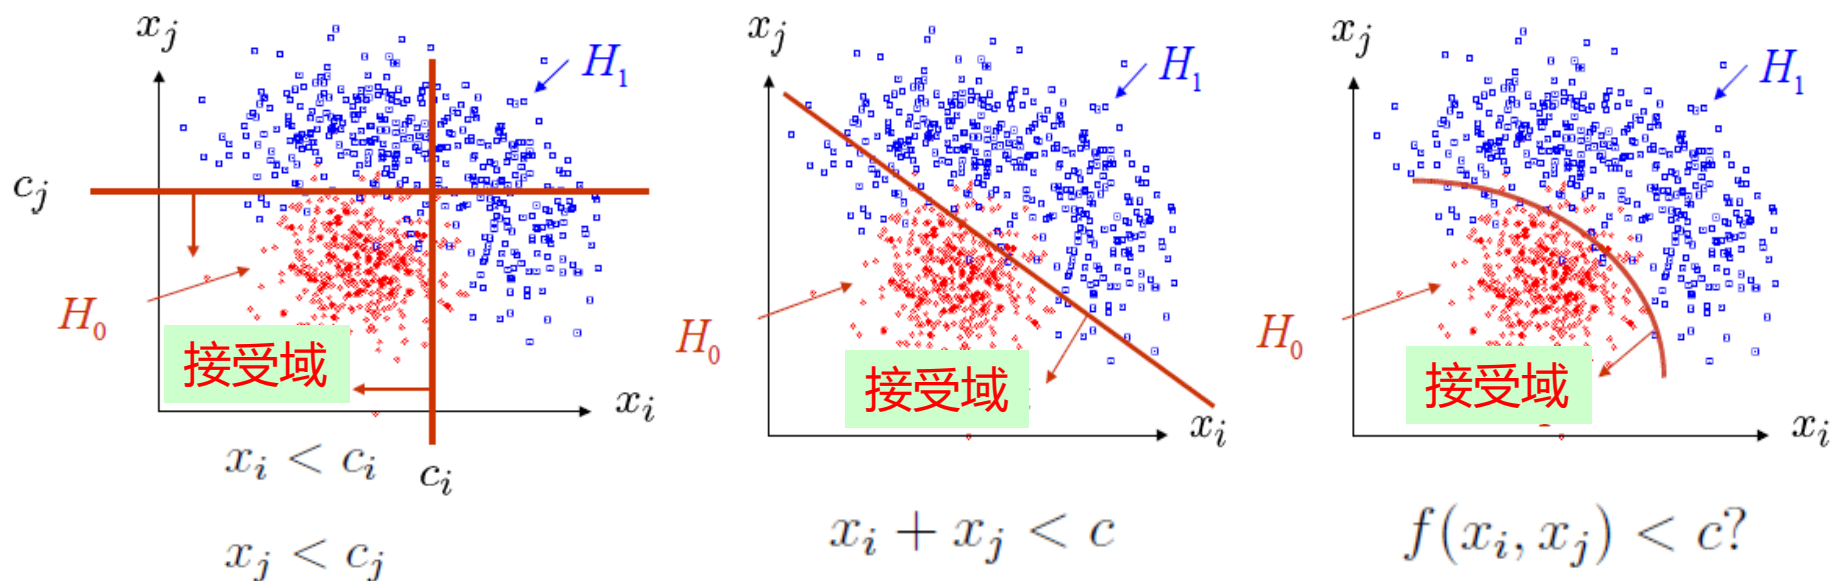 x_j
H_1
c_j
H_0
接受域
x_i
x_i < c_i
c_i
x_j < c_j
x_j
H_1
H_0
接受域
x_i
x_i + x_j < c
x_j
H_1
H_0
接受域
x_i
f(x_i, x_j) < c?